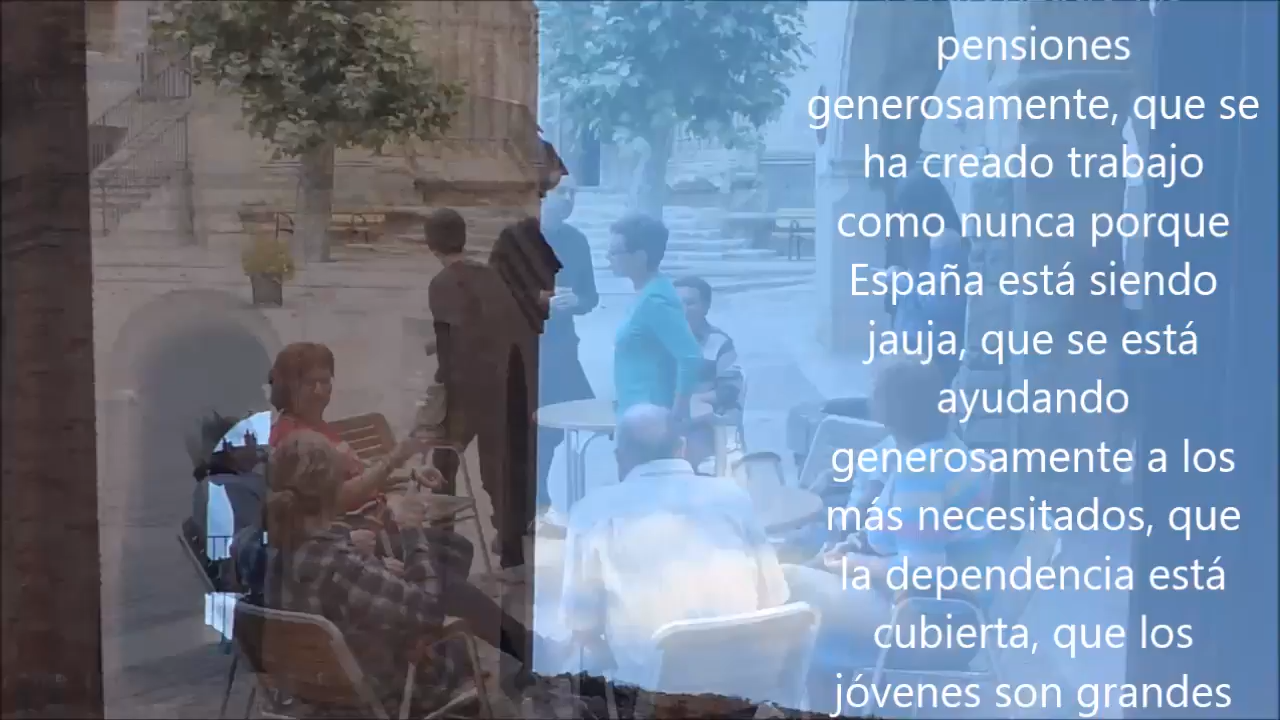 pensiones
generosamente, que se
ha creado trabajo
como nunca porque
España está siendo
jauja, que se está
ayudando
generosamente a los
más necesitados, que
la dependencia está
cubierta, que los
jóvenes son grandes